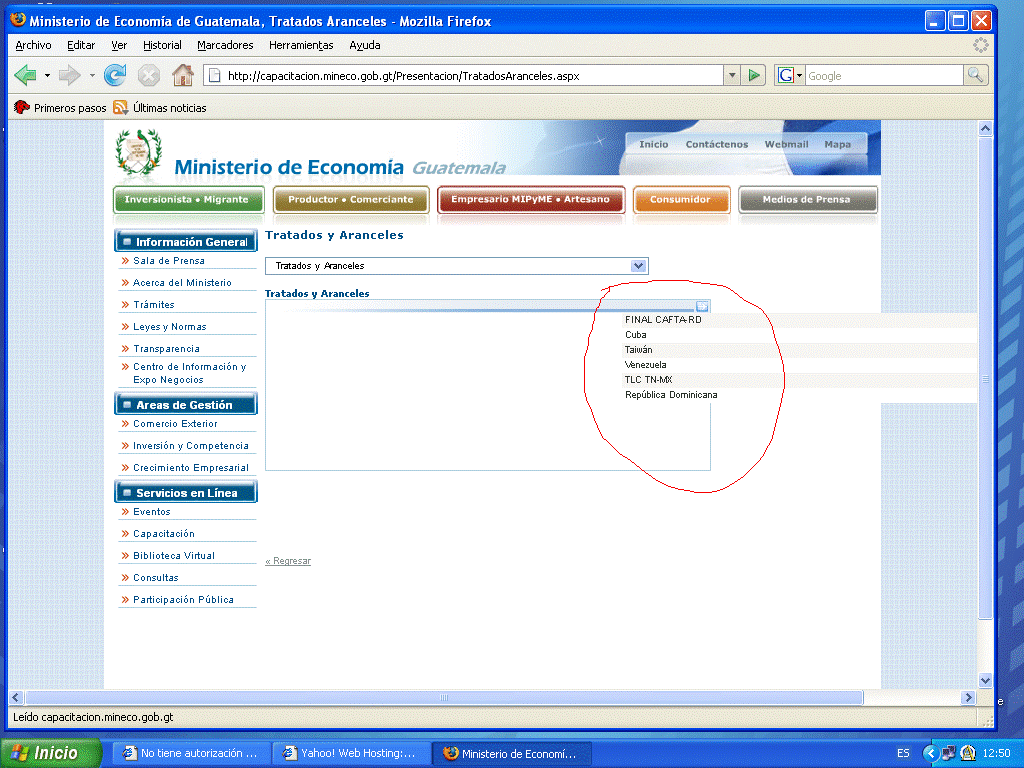 Ministerio de Economía de Guatemala, Tratados Aranceles - Mozilla Firefox
Archivo Editar Ver Historial Marcadores Herramientas Ayuda
http://capacitacion.mineco.gob.gt/Presentacion/TratadosAranceles.aspx
G Google
Primeros pasos Últimas noticias
Inicio Contáctenos Webmail Mapa
Ministerio de Economía Guatemala
Inversionista • Migrante Productor • Comerciante Empresario MIPyME • Artesano Consumidor Medios de Prensa
Información General
Sala de Prensa
Acerca del Ministerio
Trámites
Leyes y Normas
Transparencia
Centro de Información y
Expo Negocios
Areas de Gestión
Comercio Exterior
Inversión y Competencia
Crecimiento Empresarial
Servicios en Línea
Eventos
Capacitación
Biblioteca Virtual
Consultas
Participación Pública
Tratados y Aranceles
Tratados y Aranceles
Tratados y Aranceles
FINAL CAFTA-RD
Cuba
Taiwán
Venezuela
TLC TN-MX
República Dominicana
« Regresar
Leído capacitacion.mineco.gob.gt
Inicio No tiene autorización ... Yahoo! Web Hosting:... Ministerio de Economí... ES 12:50